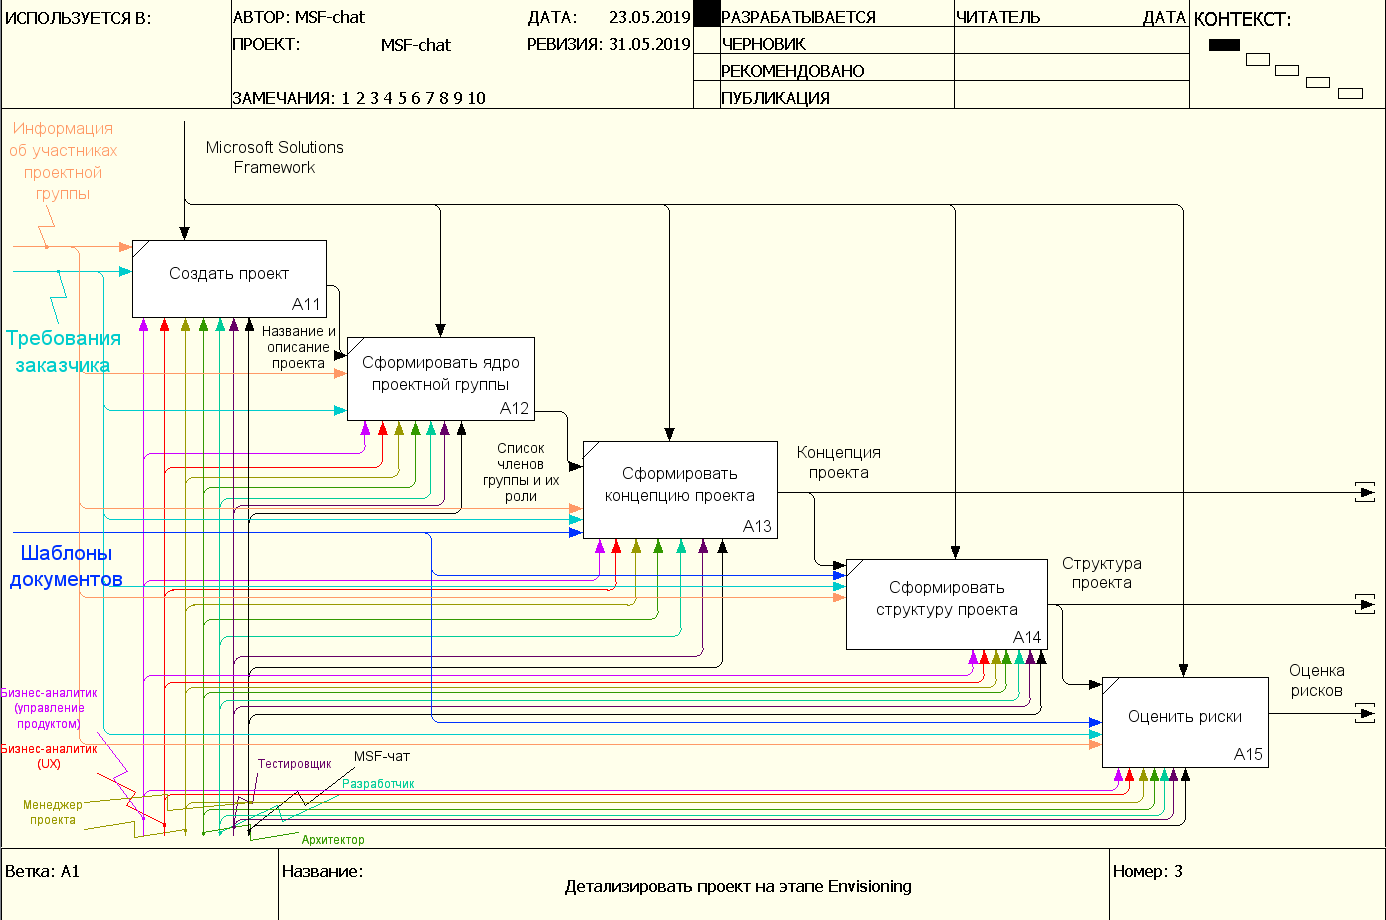 ИСПОЛЬЗУЕТСЯ В:
АВТОР: MSF-chat
ДАТА: 23.05.2019
РАЗРАБАТЫВАЕТСЯ
ЧИТАТЕЛЬ
ДАТА
КОНТЕКСТ:
ПРОЕКТ: MSF-chat
РЕВИЗИЯ: 31.05.2019
ЧЕРНОВИК
РЕКОМЕНДОВАНО
ЗАМЕЧАНИЯ: 1 2 3 4 5 6 7 8 9 10
ПУБЛИКАЦИЯ
Информация
об участниках
проектной
группы
Microsoft Solutions
Framework
Создать проект
A11
Требования
заказчика
Название и
описание
проекта
Сформировать ядро
проектной группы
A12
Список
членов
группы и их
роли
Сформировать
концепцию проекта
A13
Концепция
проекта
Шаблоны
документов
Сформировать
структуру проекта
A14
Структура
проекта
Оценка
рисков
Оценить риски
A15
Бизнес-аналитик
(управление
продуктом)
Бизнес-аналитик
(UX)
Менеджер
проекта
Тестировщик
MSF-чат
Разработчик
Архитектор
Ветка: A1
Название:
Детализировать проект на этапе Envisioning
Номер: 3